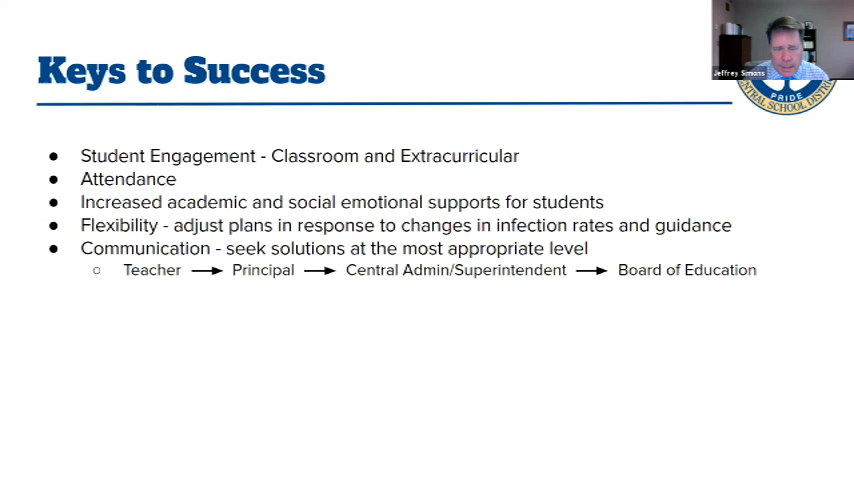 Jeffrey Simons
Keys to Success
PRIDE
CENTRAL SCHOOL DISTRI
● Student Engagement - Classroom and Extracurricular
● Attendance
● Increased academic and social emotional supports for students
● Flexibility - adjust plans in response to changes in infection rates and guidance
● Communication - seek solutions at the most appropriate level
○ Teacher → Principal → Central Admin/Superintendent → Board of Education